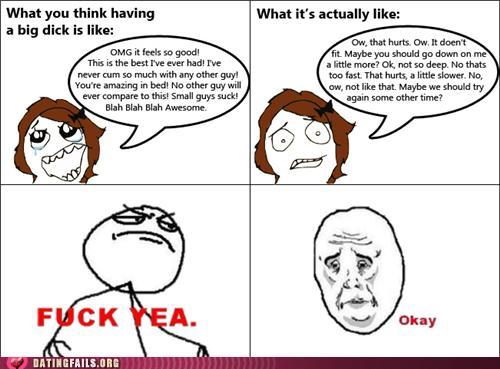 What you think having
a big dick is like:
OMG it feels so good!
This is the best I've ever had! I've
never cum so much with any other guy!
You're amazing in bed! No other guy will
ever compare to this! Small guys suck!
Blah Blah Blah Awesome.
What it's actually like:
Ow, that hurts. Ow. It doen't
fit. Maybe you should go down on me
a little more? Ok, not so deep. No thats
too fast. That hurts, a little slower. No,
ow, not like that. Maybe we should try
again some other time?
FUCK YEA.
Okay
DATINGFAILS.ORG